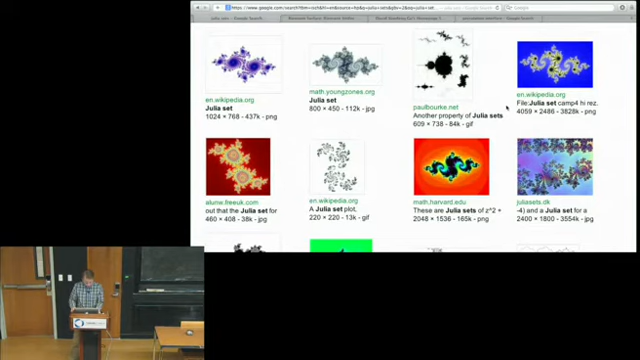 en.wikipedia.org
Julia set
1024 × 768 - 437k - png
math.youngzones.org
Julia set
800 × 450 - 112k - jpg
paulbourke.net
Another property of Julia sets
609 × 738 - 84k - gif
en.wikipedia.org
File:Julia set camp4 hi rez.
4059 × 2486 - 3828k - png
alunw.freeuk.com
out that the Julia set for
460 × 408 - 38k - jpg
en.wikipedia.org
A Julia set plot,
220 × 220 - 13k - gif
math.harvard.edu
These are Julia sets of z^2 +
2048 × 1536 - 165k - png
juliasets.dk
-4) and a Julia set for a
2400 × 1800 - 3554k - jpg